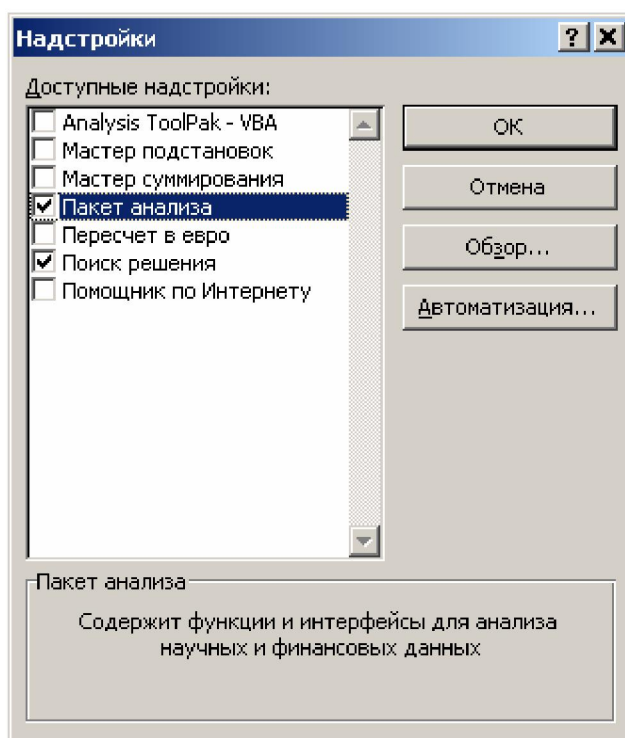 Надстройки
Доступные надстройки:
Analysis ToolPak - VBA
Мастер подстановок
Мастер суммирования
Пакет анализа
Пересчет в евро
Поиск решения
Помощник по Интернету
ОК
Отмена
Обзор...
Автоматизация...
Пакет анализа
Содержит функции и интерфейсы для анализа
научных и финансовых данных